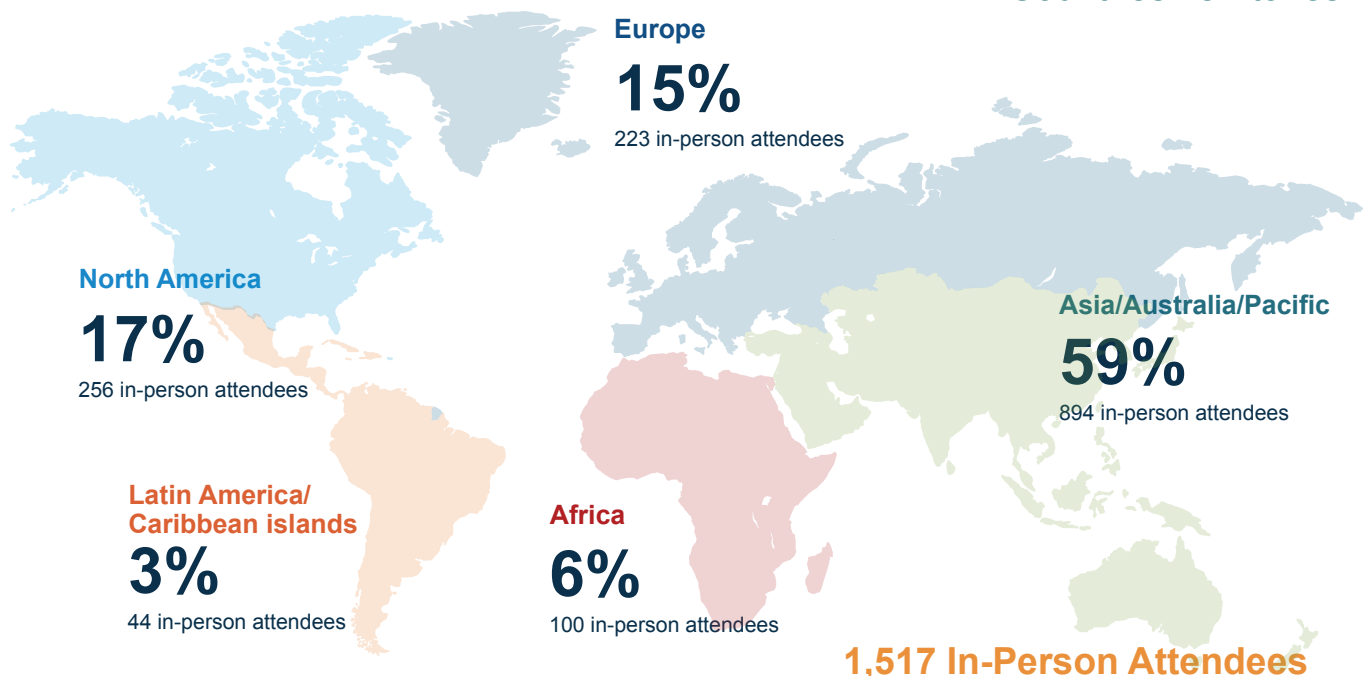 Europe
15%
223 in-person attendees
North America
17%
256 in-person attendees
Asia/Australia/Pacific
59%
894 in-person attendees
Latin America/
Caribbean islands
3%
44 in-person attendees
Africa
6%
100 in-person attendees
1,517 In-Person Attendees